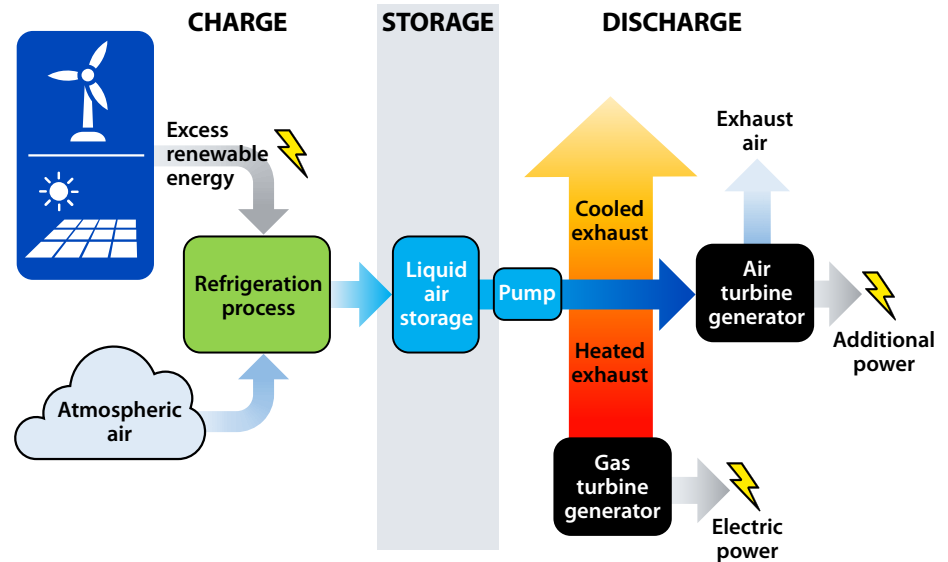 CHARGE
STORAGE
DISCHARGE
Excess
renewable
energy
Refrigeration
process
Atmospheric
air
Liquid
air
storage
Pump
Cooled
exhaust
Heated
exhaust
Exhaust
air
Air
turbine
generator
Additional
power
Gas
turbine
generator
Electric
power